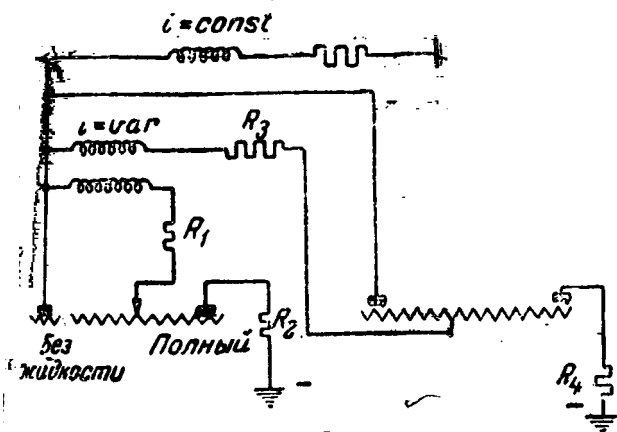 i = const
i = var
R3
R1
R2
Без
жидкости
Полный
R4